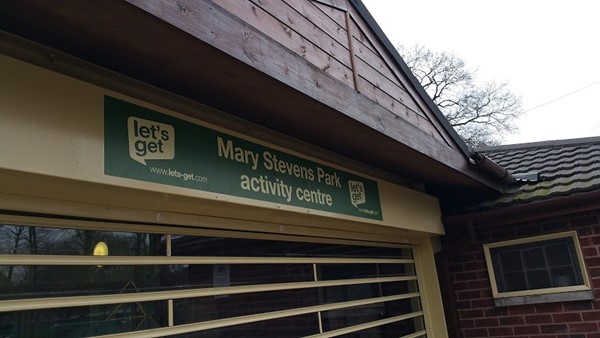 let's
get
www.lets-get.com
Mary Stevens Park
activity centre
let's
get